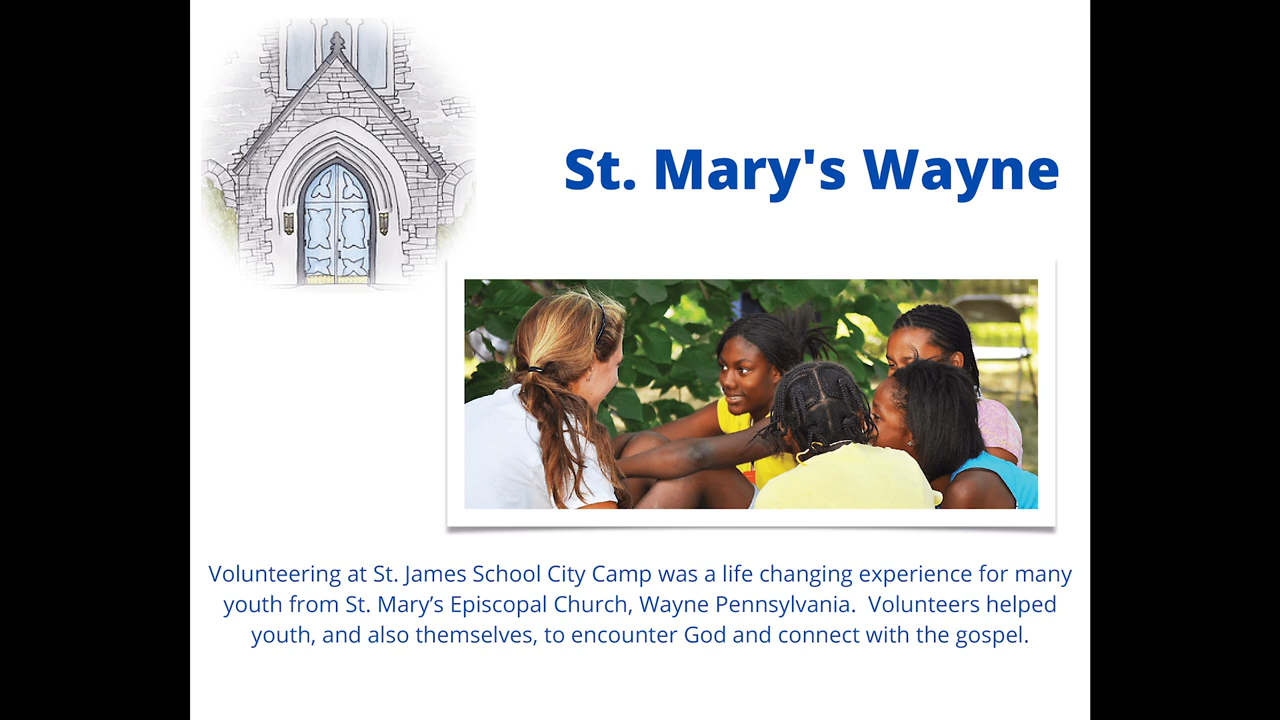 St. Mary's Wayne
Volunteering at St. James School City Camp was a life changing experience for many
youth from St. Mary’s Episcopal Church, Wayne Pennsylvania.  Volunteers helped
youth, and also themselves, to encounter God and connect with the gospel.